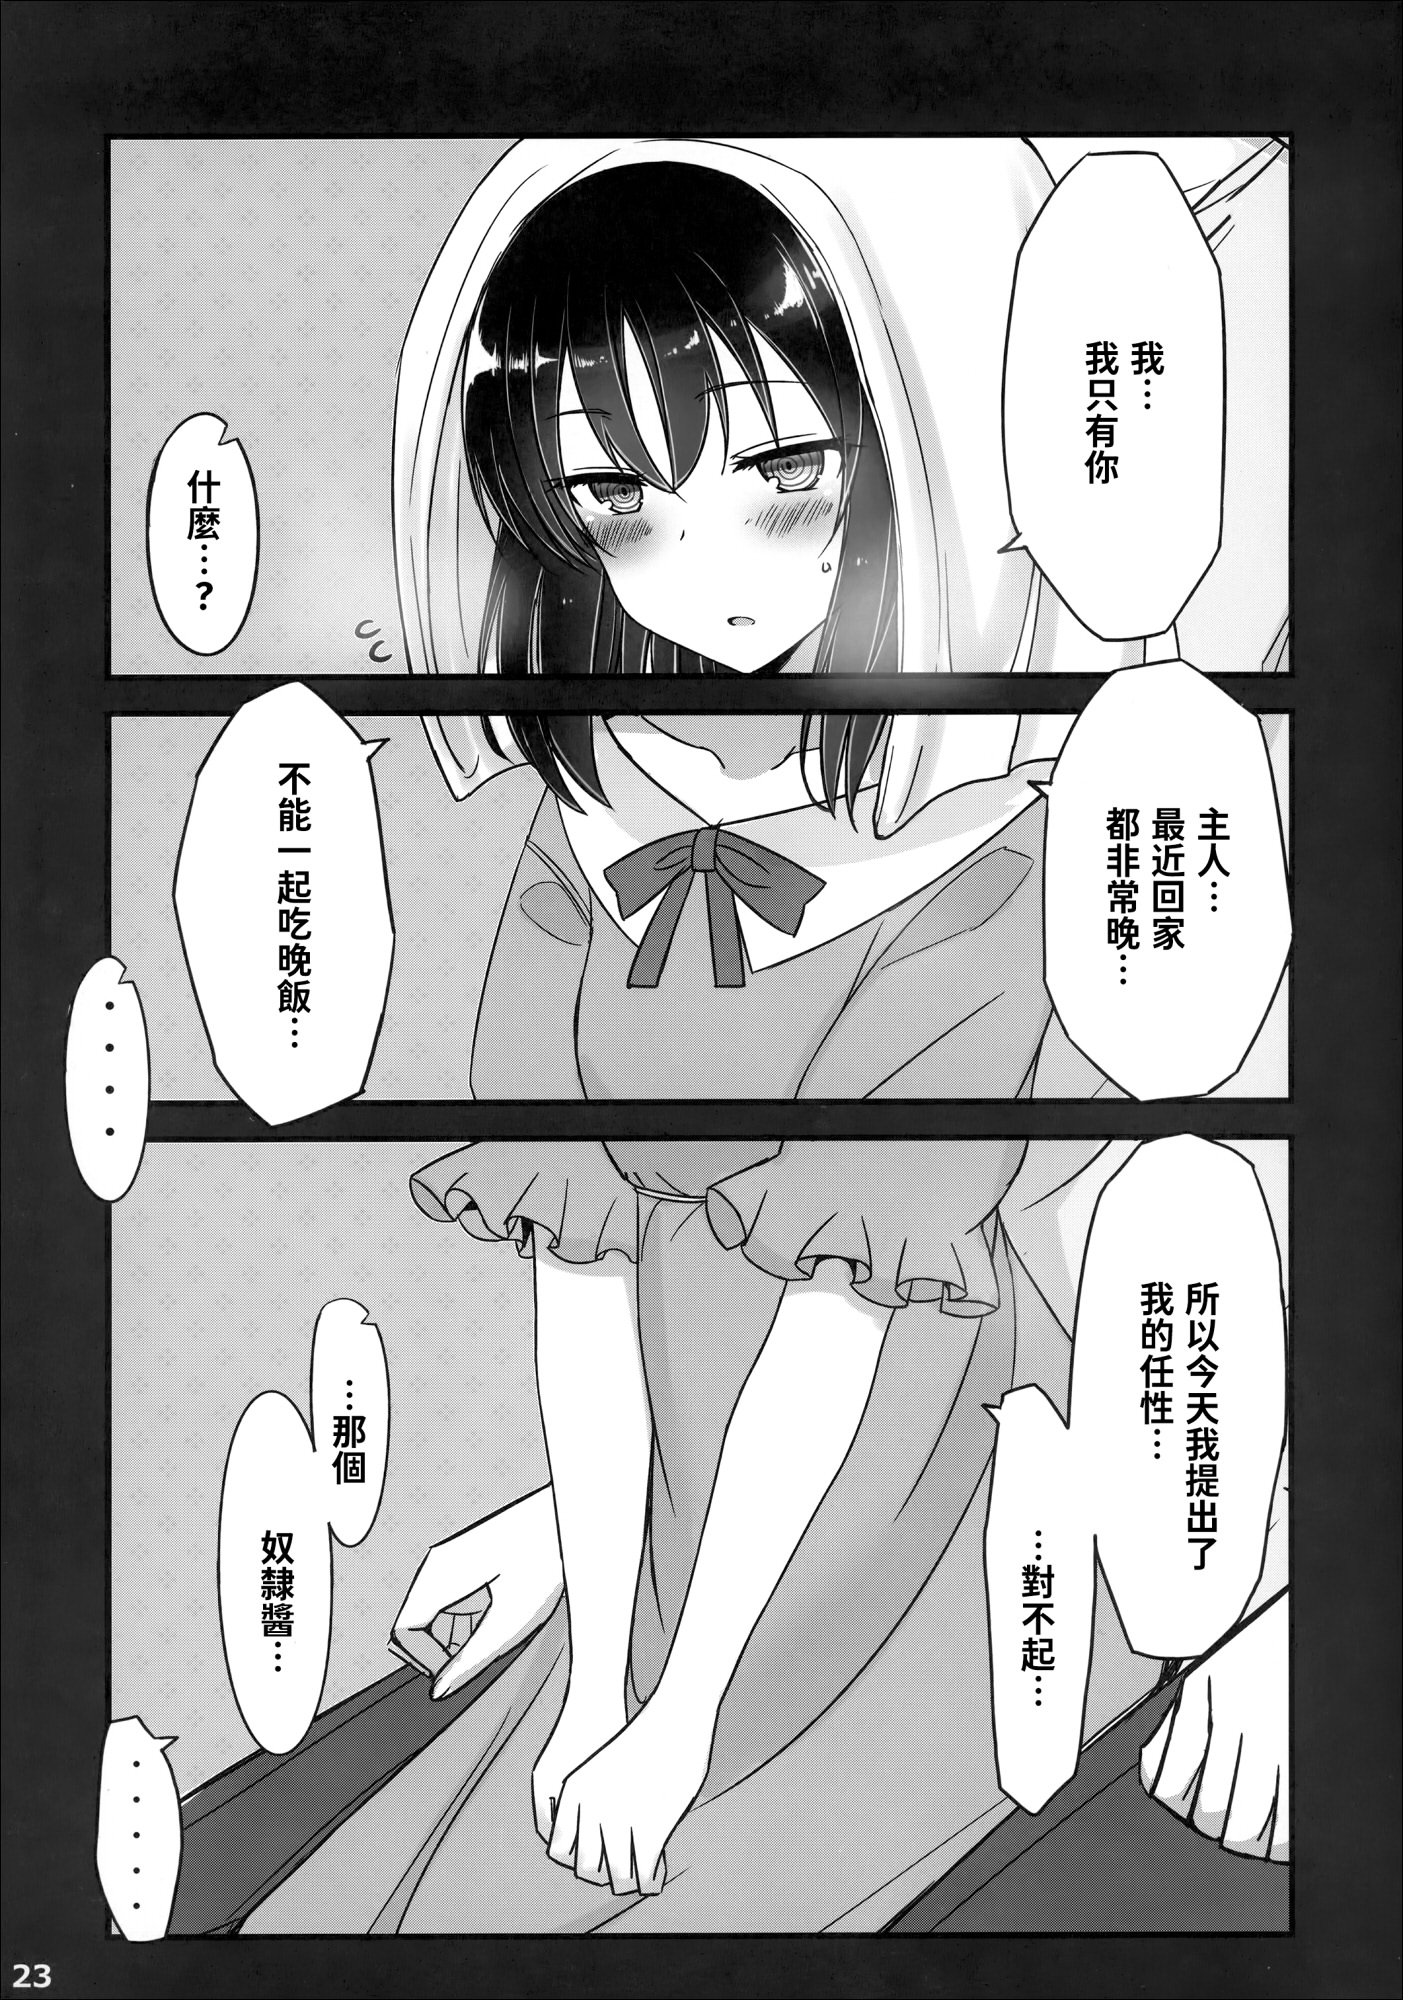 我…
我只有你
什麼…？
主人…
最近回家
都非常晚…
不能一起吃晚飯…
・・・・
所以今天我提出了
我的任性…
…對不起…
…那個
奴隸醬…
・・・・・
23